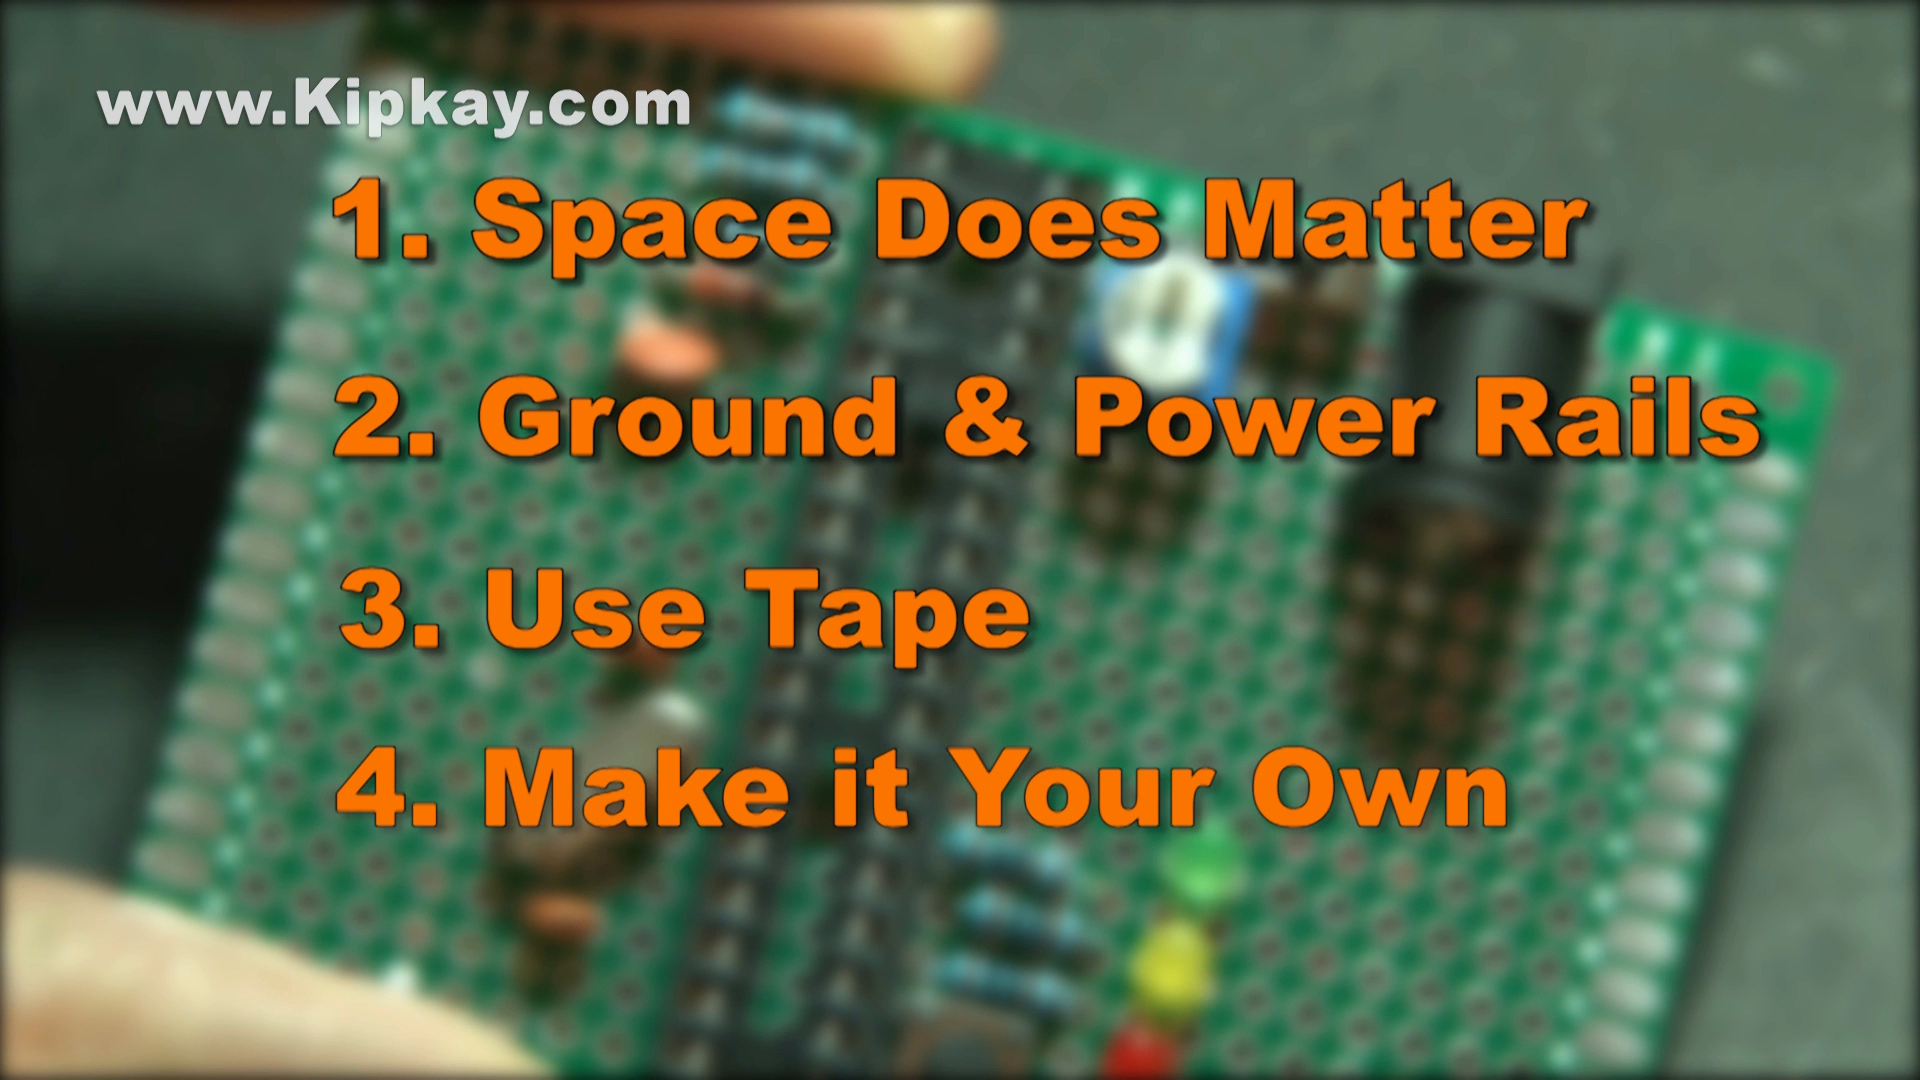 www.Kipkay.com
1. Space Does Matter
2. Ground & Power Rails
3. Use Tape
4. Make it Your Own